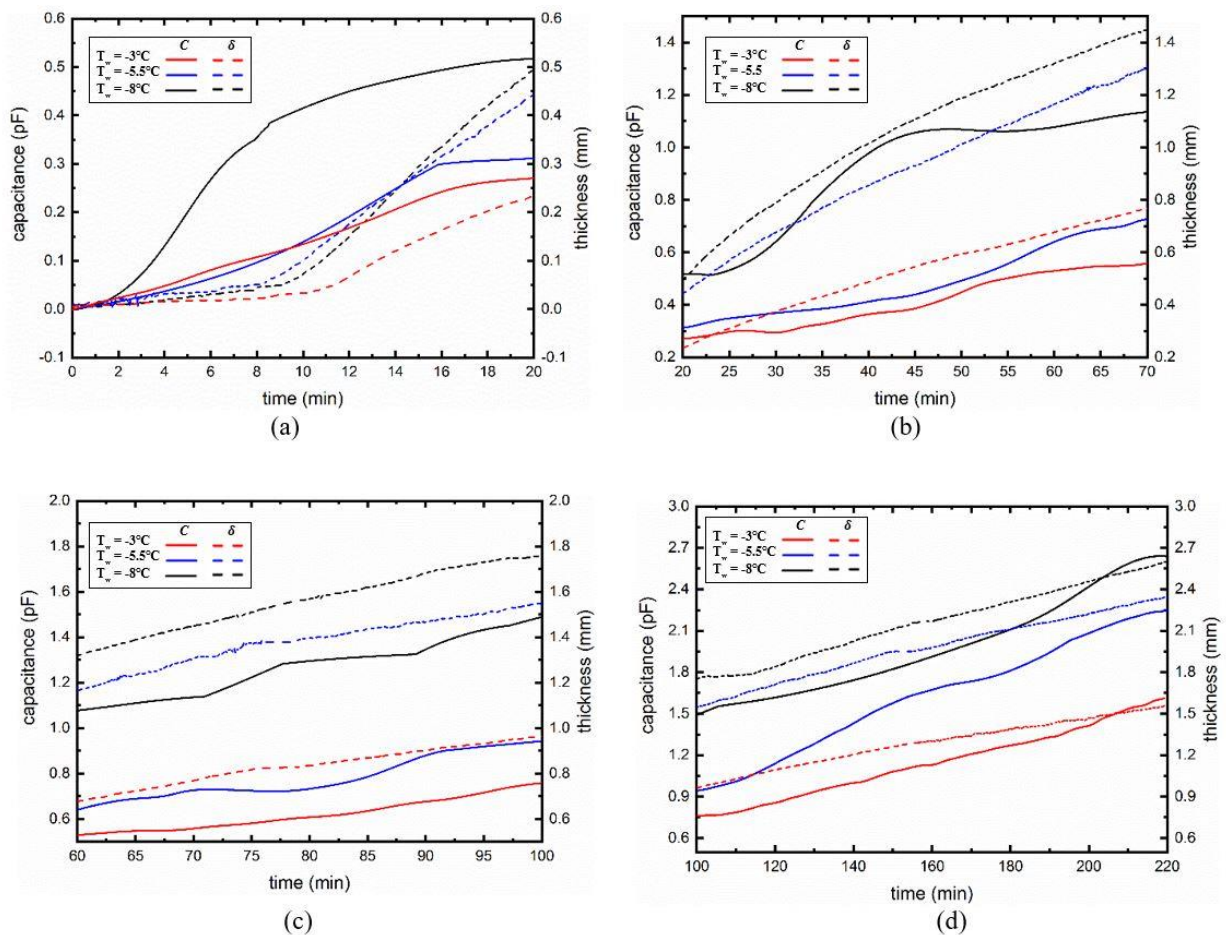 0.6
0.5
0.4
0.3
0.2
0.1
0.0
-0.1
capacitance (pF)
C δ
T_w = -3°C
T_w = -5.5°C
T_w = -8°C
0.6
0.5
0.4
0.3
0.2
0.1
0.0
-0.1
thickness (mm)
0 2 4 6 8 10 12 14 16 18 20
time (min)
(a)
1.4
1.2
1.0
0.8
0.6
0.4
0.2
capacitance (pF)
C δ
T_w = -3°C
T_w = -5.5
T_w = -8°C
1.4
1.2
1.0
0.8
0.6
0.4
0.2
thickness (mm)
20 25 30 35 40 45 50 55 60 65 70
time (min)
(b)
2.0
1.8
1.6
1.4
1.2
1.0
0.8
0.6
capacitance (pF)
C δ
T_w = -3°C
T_w = -5.5°C
T_w = -8°C
2.0
1.8
1.6
1.4
1.2
1.0
0.8
0.6
thickness (mm)
60 65 70 75 80 85 90 95 100
time (min)
(c)
3.0
2.7
2.4
2.1
1.8
1.5
1.2
0.9
0.6
capacitance (pF)
C δ
T_w = -3°C
T_w = -5.5°C
T_w = -8°C
3.0
2.7
2.4
2.1
1.8
1.5
1.2
0.9
0.6
thickness (mm)
100 120 140 160 180 200 220
time (min)
(d)